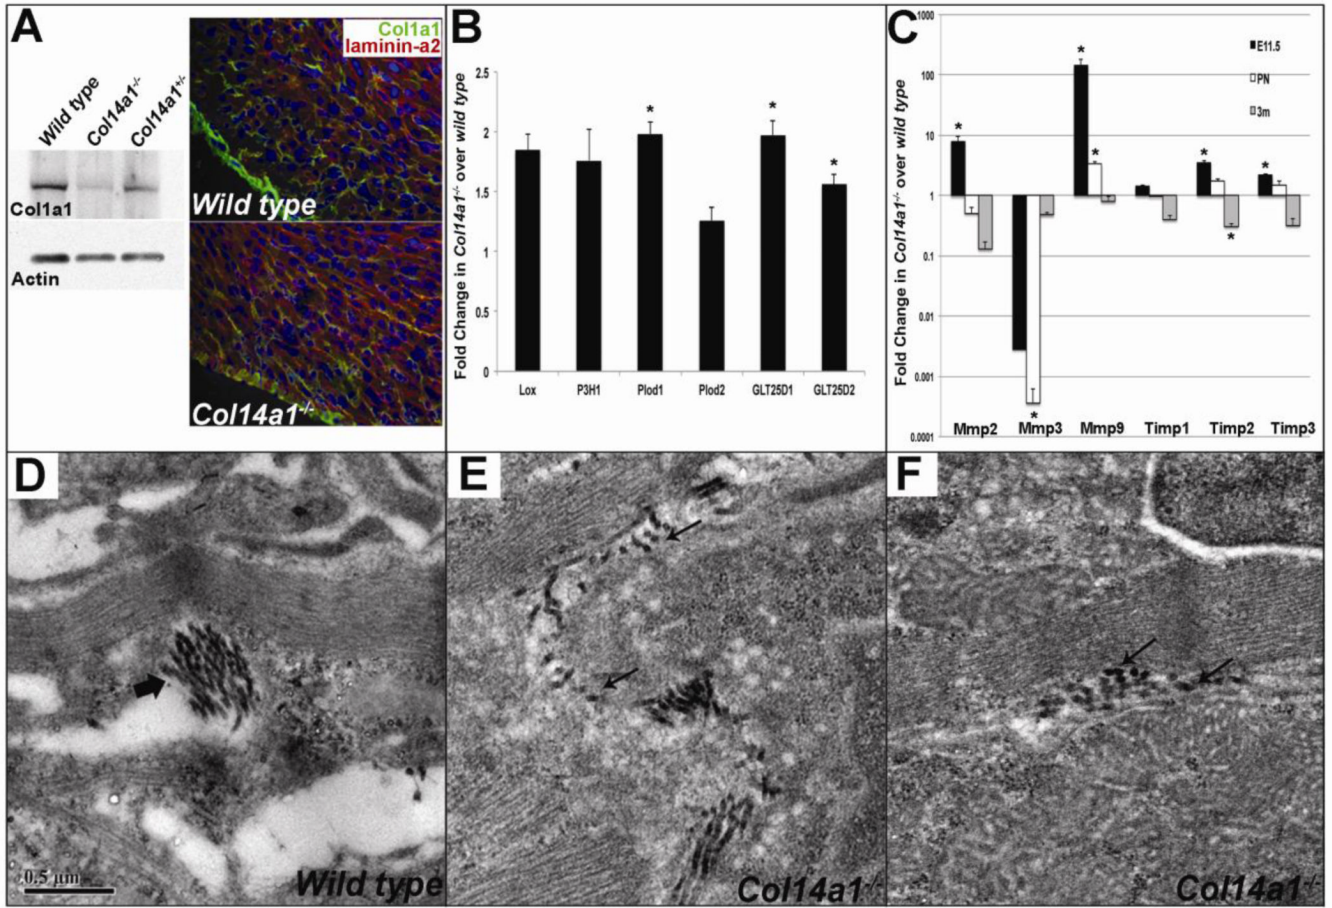 A
Col1a1
laminin-a2
Wild type
Col14a1-/-
Col14a1+/-
Col1a1
Actin
Wild type
Col14a1-/-
B
Fold Change in Col14a1-/- over wild type
2.5
2
1.5
1
0.5
0
Lox P3H1 Plod1 Plod2 GLT25D1 GLT25D2
* * *
C
Fold Change in Col14a1-/- over wild type
1000
100
10
1
0.1
0.01
0.001
0.0001
E11.5
PN
3m
* * * * * * *
Mmp2 Mmp3 Mmp9 Timp1 Timp2 Timp3
D
0.5 µm
Wild type
E
Col14a1-/-
F
Col14a1-/-